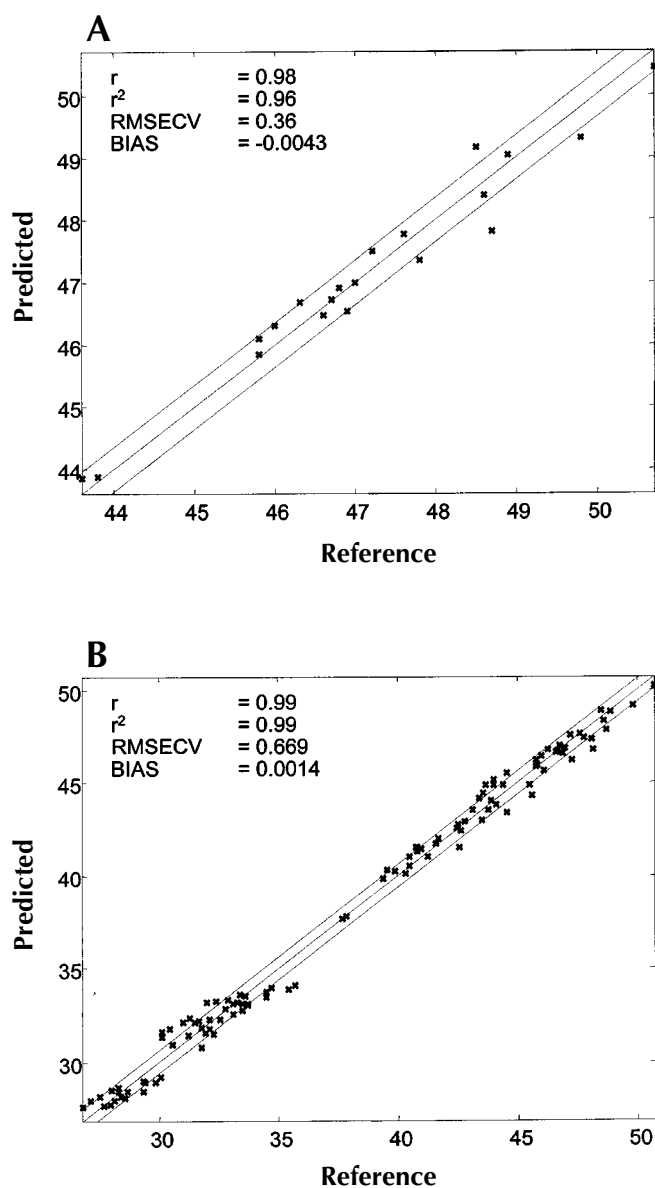 A
r = 0.98
r² = 0.96
RMSECV = 0.36
BIAS = -0.0043
50
49
48
47
46
45
44
Predicted
44 45 46 47 48 49 50
Reference
B
r = 0.99
r² = 0.99
RMSECV = 0.669
BIAS = 0.0014
50
45
40
35
30
Predicted
30 35 40 45 50
Reference